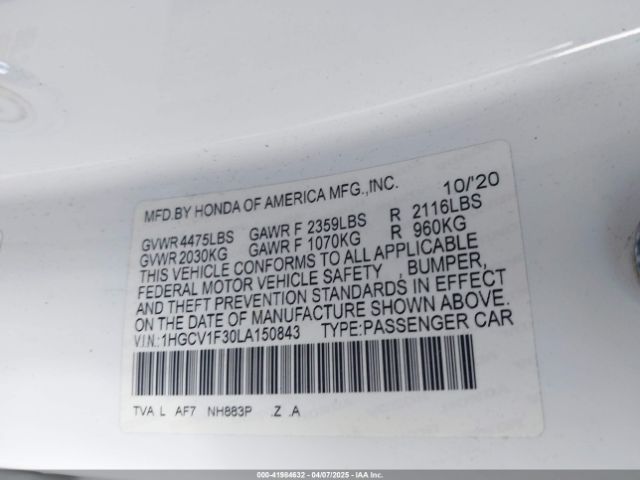 MFD.BY HONDA OF AMERICA MFG.,INC. 10/'20
GVWR 4475LBS GAWR F 2359LBS R 2116LBS
GVWR 2030KG GAWR F 1070KG R 960KG
THIS VEHICLE CONFORMS TO ALL APPLICABLE
FEDERAL MOTOR VEHICLE SAFETY , BUMPER,
AND THEFT PREVENTION STANDARDS IN EFFECT
ON THE DATE OF MANUFACTURE SHOWN ABOVE.
V.I.N.:1HGCV1F30LA150843 TYPE:PASSENGER CAR
TVA L AF7 NH883P .Z .A
000-41984632 - 04/07/2025 - Copyright © IAA LLC